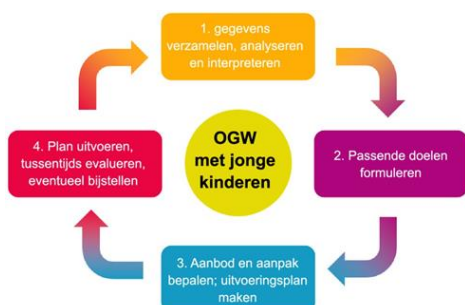 1. gegevens
verzamelen, analyseren
en interpreteren
2. Passende doelen
formuleren
3. Aanbod en aanpak
bepalen; uitvoeringsplan
maken
4. Plan uitvoeren,
tussentijds evalueren,
eventueel bijstellen
OGW
met jonge
kinderen